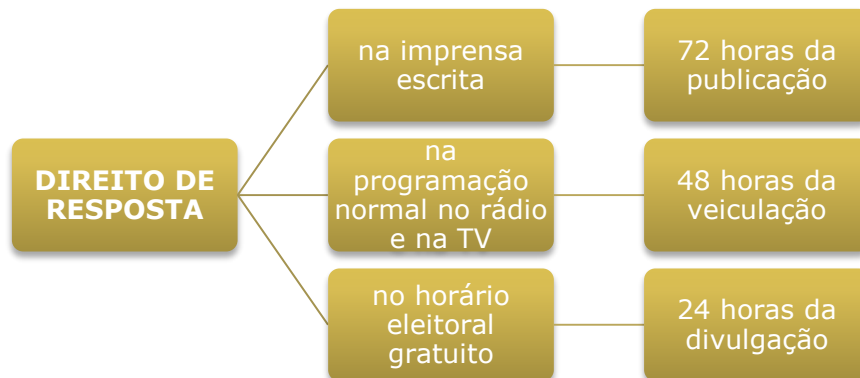 DIREITO DE
RESPOSTA
na imprensa
escrita
72 horas da
publicação
na
programação
normal no rádio
e na TV
48 horas da
veiculação
no horário
eleitoral
gratuito
24 horas da
divulgação